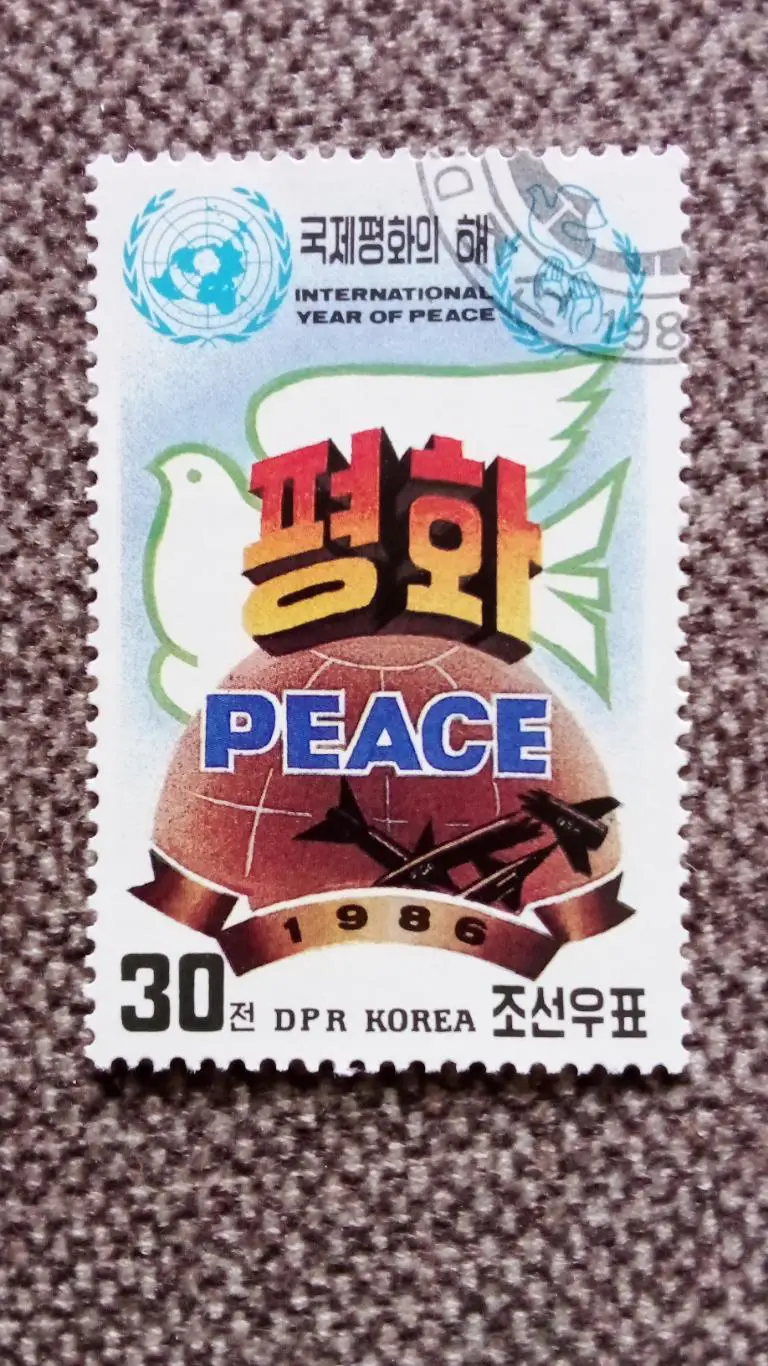 국제평화의 해
INTERNATIONAL
YEAR OF PEACE
평화
PEACE
1986
30전 DPR KOREA 조선우표